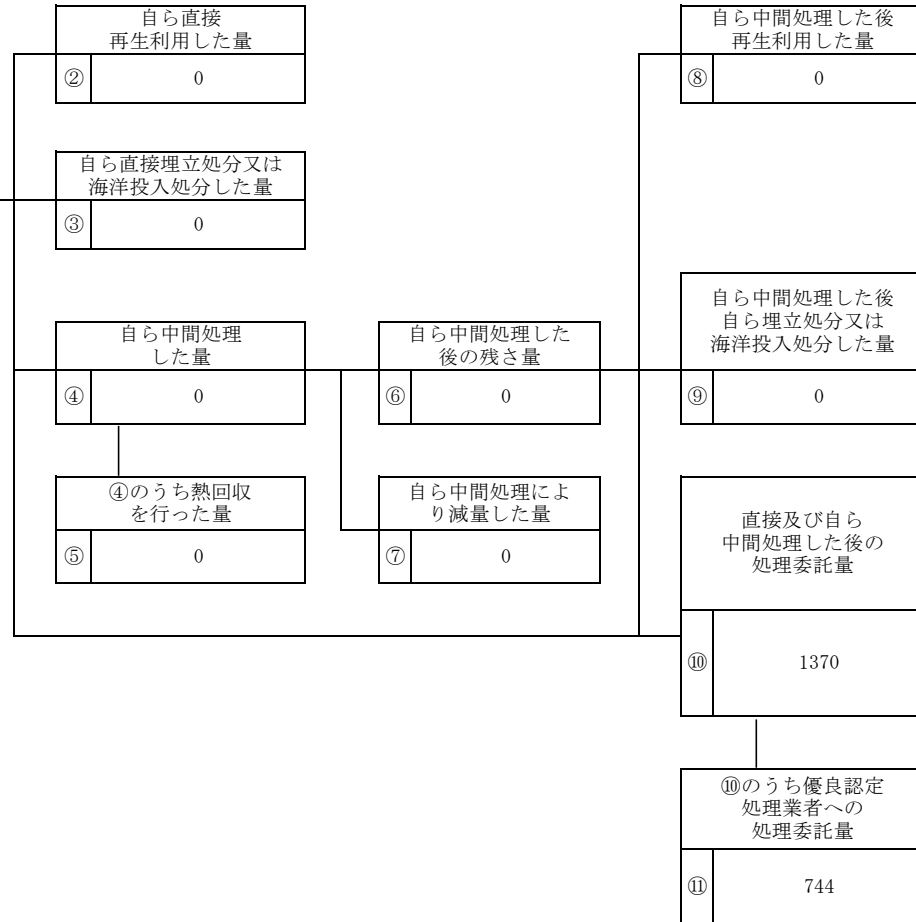 自ら直接
再生利用した量
② 0
自ら中間処理した後
再生利用した量
⑧ 0
自ら直接埋立処分又は
海洋投入処分した量
③ 0
自ら中間処理
した量
④ 0
自ら中間処理した
後の残さ量
⑥ 0
自ら中間処理した後
自ら埋立処分又は
海洋投入処分した量
⑨ 0
④のうち熱回収
を行った量
⑤ 0
自ら中間処理によ
り減量した量
⑦ 0
直接及び自ら
中間処理した後の
処理委託量
⑩ 1370
⑩のうち優良認定
処理業者への
処理委託量
⑪ 744